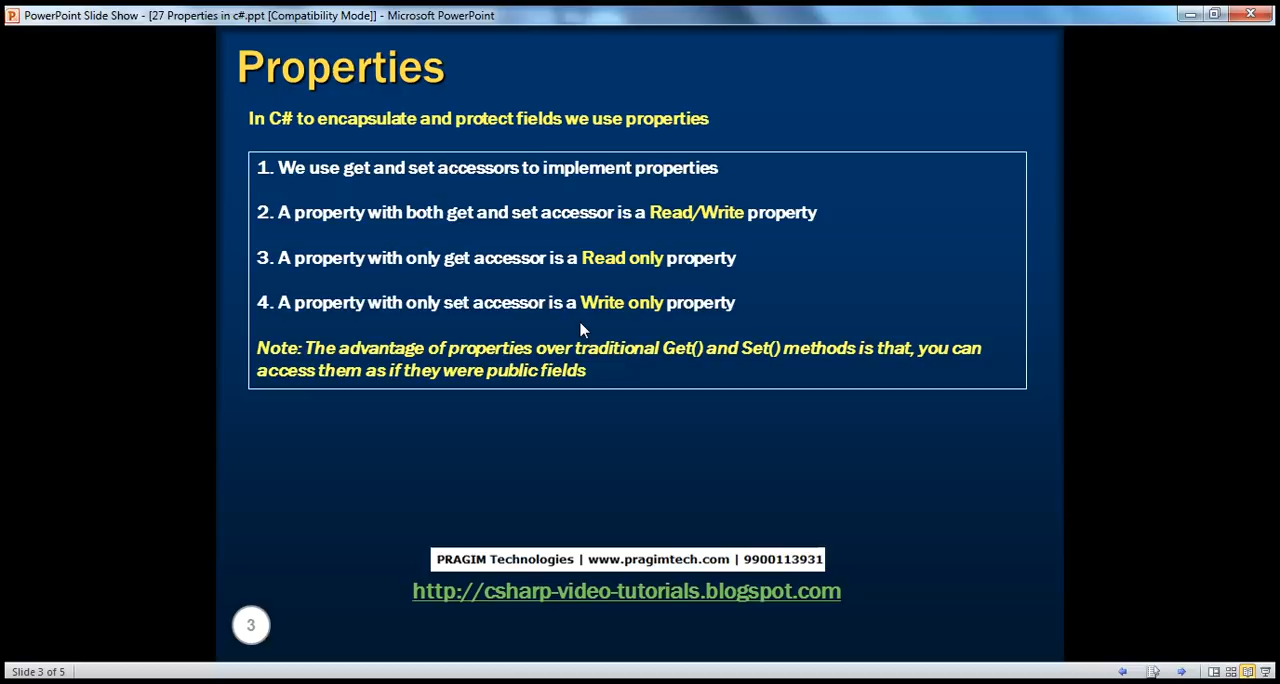 PowerPoint Slide Show - [27 Properties in c#.ppt [Compatibility Mode]] - Microsoft PowerPoint
Properties
In C# to encapsulate and protect fields we use properties
1. We use get and set accessors to implement properties
2. A property with both get and set accessor is a Read/Write property
3. A property with only get accessor is a Read only property
4. A property with only set accessor is a Write only property
Note: The advantage of properties over traditional Get() and Set() methods is that, you can
access them as if they were public fields
PRAGIM Technologies | www.pragimtech.com | 9900113931
http://csharp-video-tutorials.blogspot.com
3
Slide 3 of 5